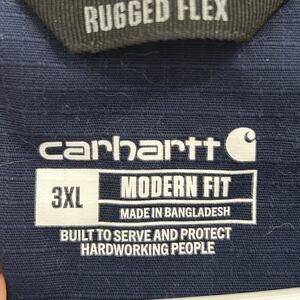 RUGGED FLEX
carhartt
3XL
MODERN FIT
MADE IN BANGLADESH
BUILT TO SERVE AND PROTECT
HARDWORKING PEOPLE